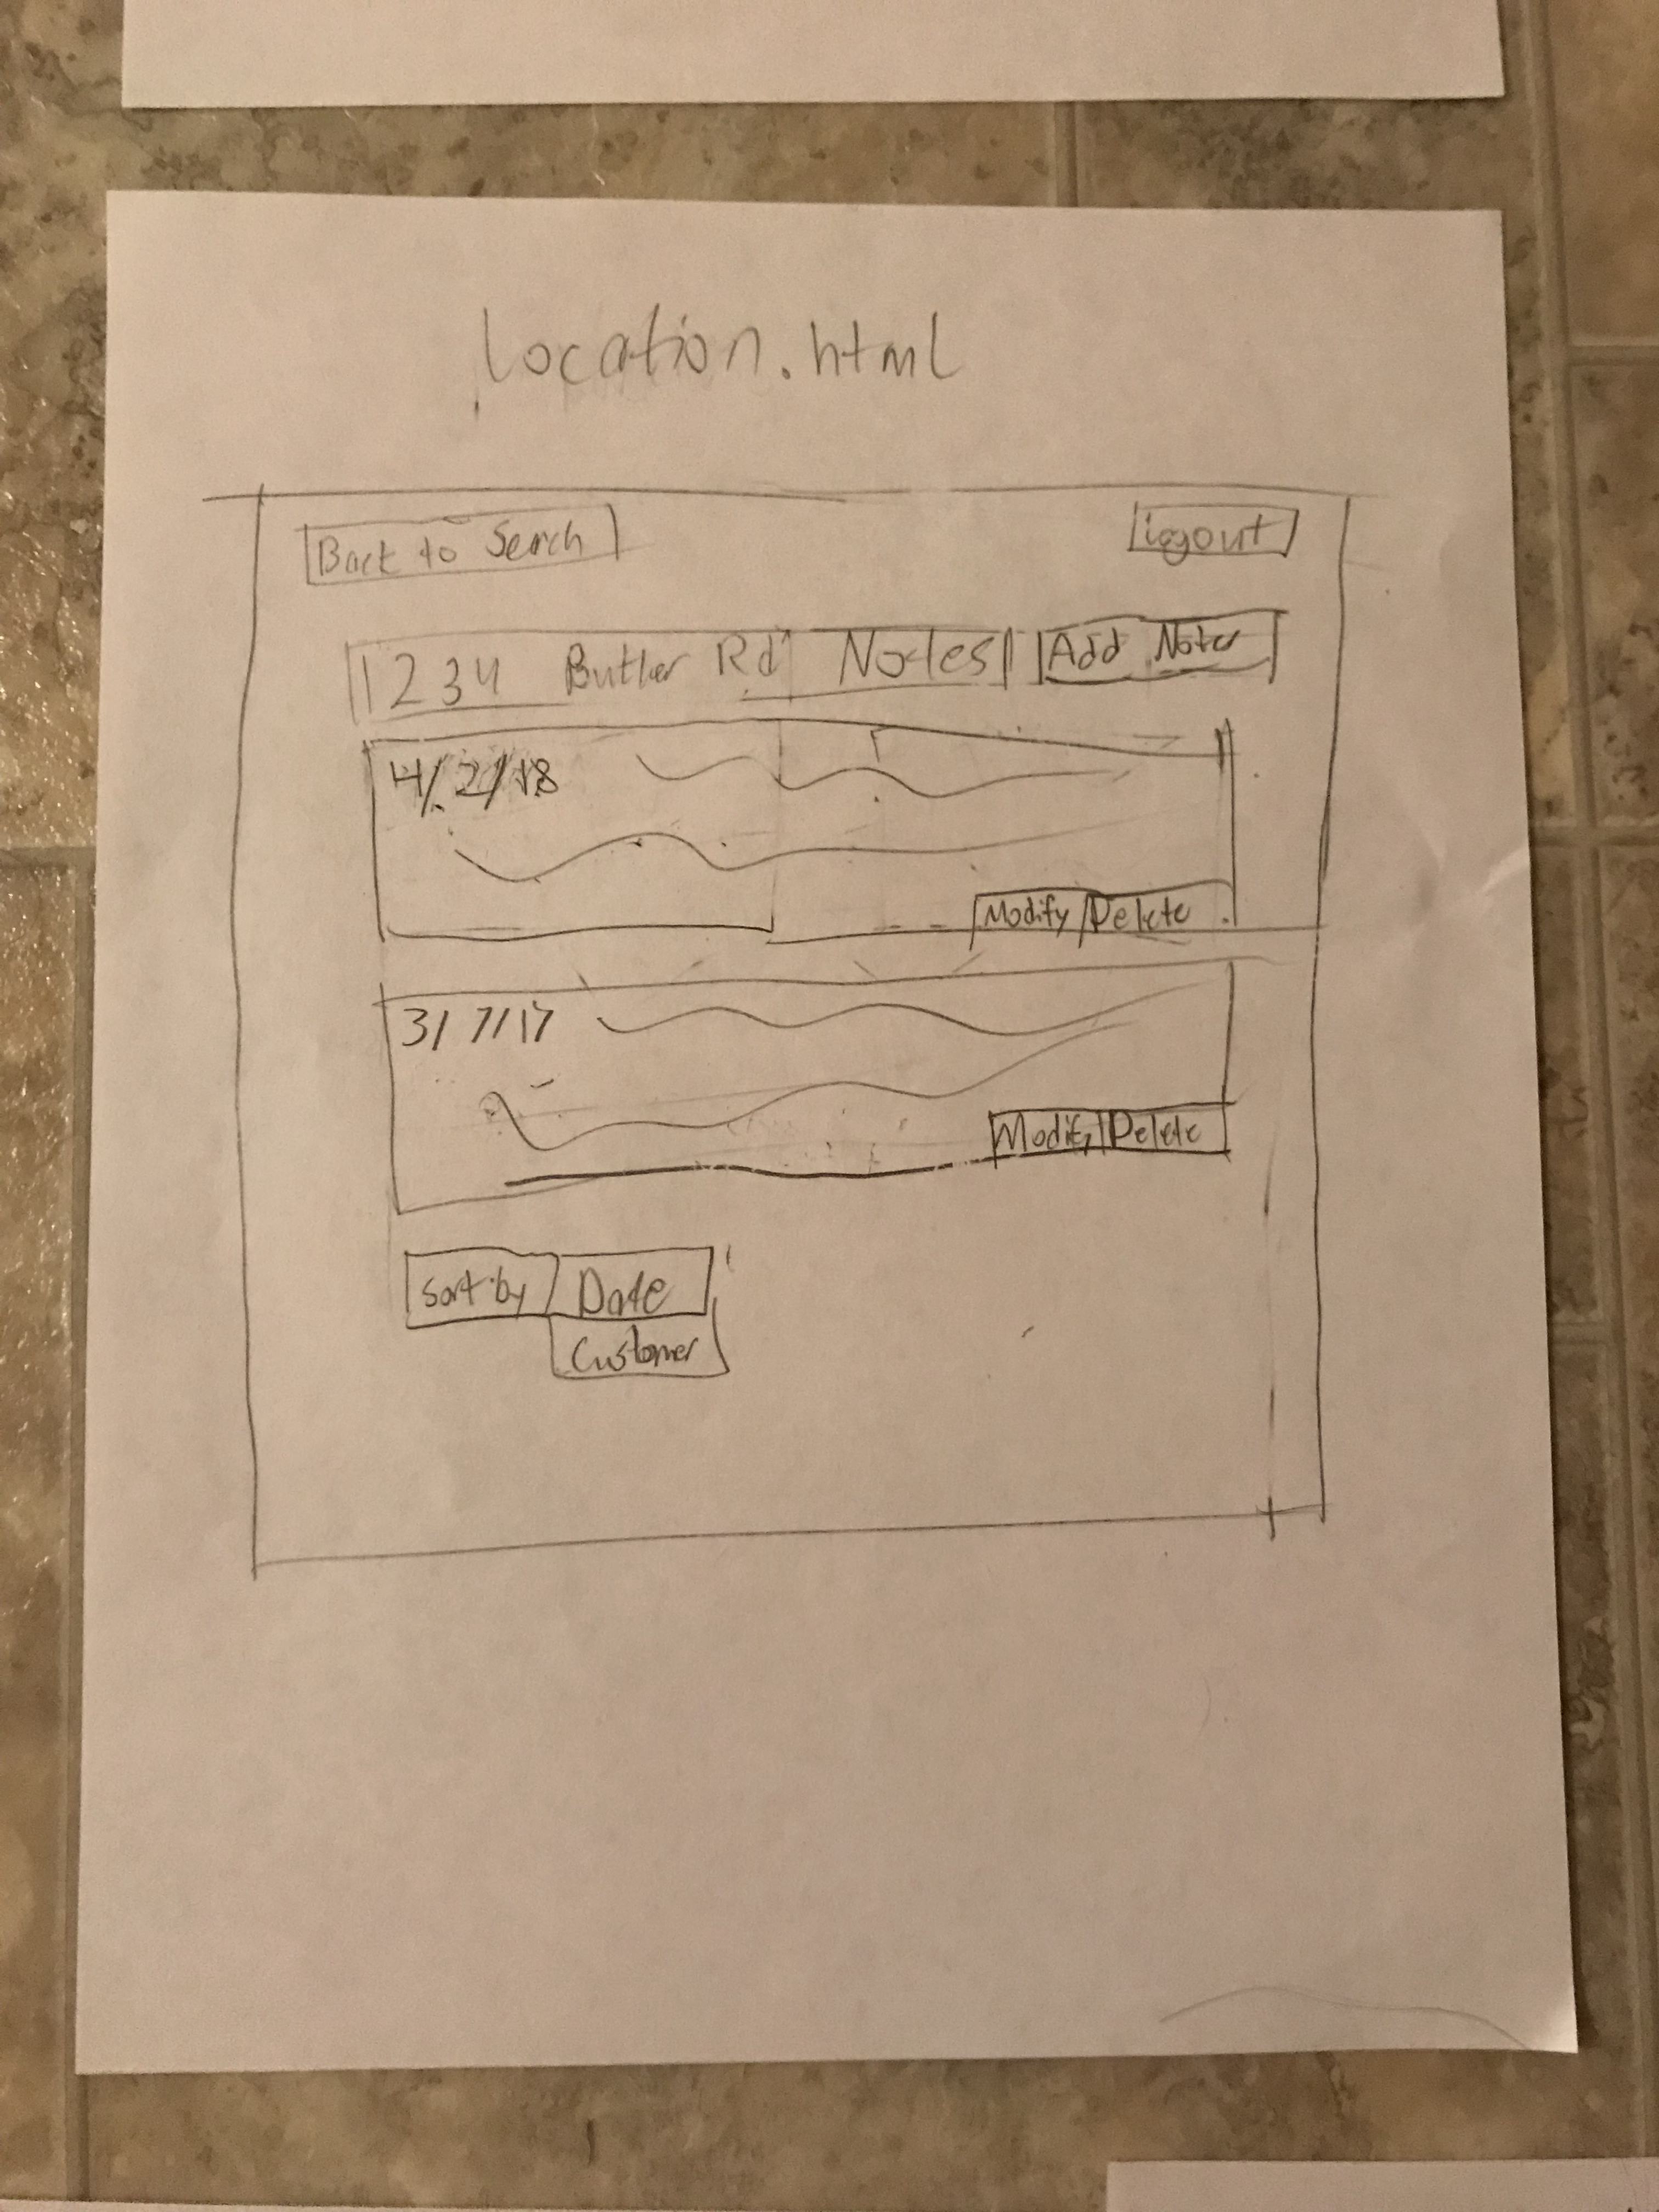 location.html
Back to Search
Logout
1234 Butler Rd Notes
Add Note
4/2/18
Modify
Delete
3/7/17
Modify
Delete
Sort by
Date
Customer